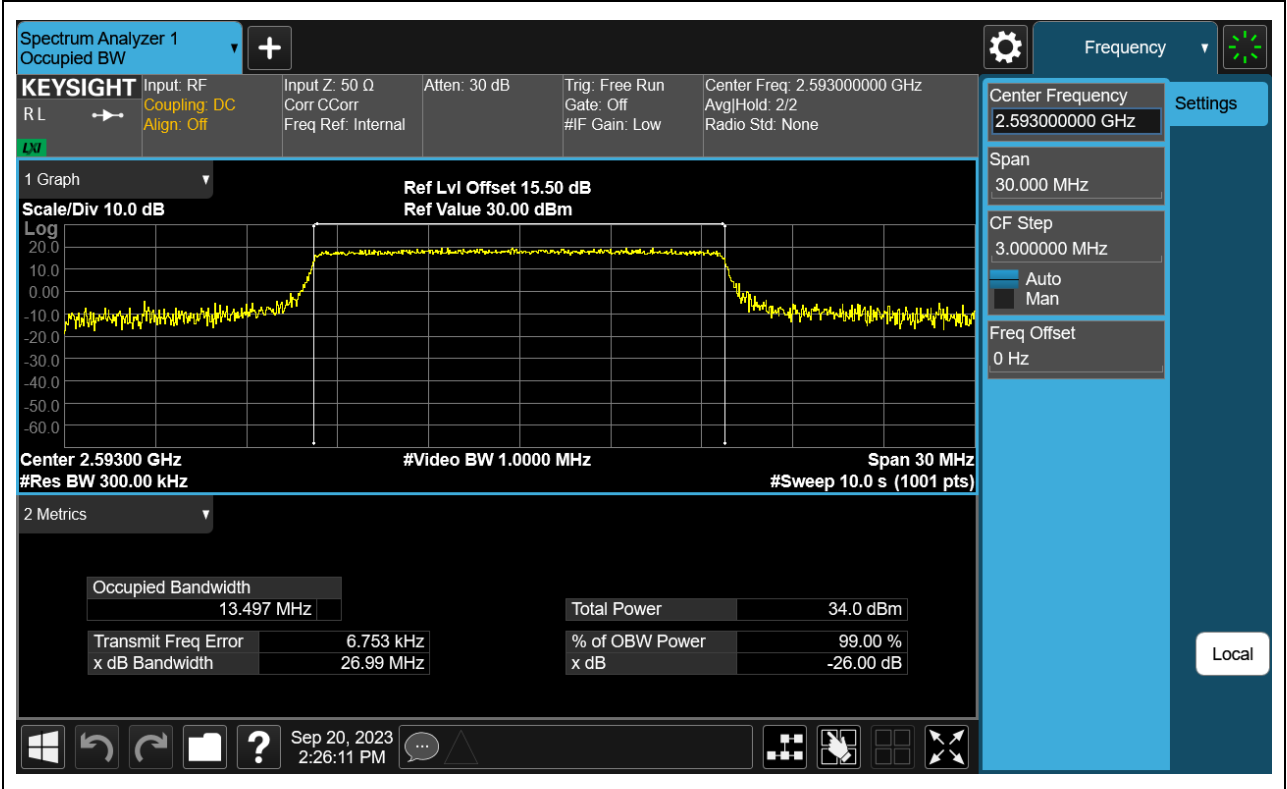 Spectrum Analyzer 1
Occupied BW
+
Frequency
KEYSIGHT
R L
LXI
Input: RF
Coupling: DC
Align: Off
Input Z: 50 Ω
Corr CCorr
Freq Ref: Internal
Atten: 30 dB
Trig: Free Run
Gate: Off
#IF Gain: Low
Center Freq: 2.593000000 GHz
Avg|Hold: 2/2
Radio Std: None
Center Frequency
2.593000000 GHz
Settings
Span
30.000 MHz
CF Step
3.000000 MHz
Auto
Man
Freq Offset
0 Hz
Local
1 Graph
Scale/Div 10.0 dB
Ref Lvl Offset 15.50 dB
Ref Value 30.00 dBm
Log
20.0
10.0
0.00
-10.0
-20.0
-30.0
-40.0
-50.0
-60.0
Center 2.59300 GHz
#Video BW 1.0000 MHz
Span 30 MHz
#Res BW 300.00 kHz
#Sweep 10.0 s (1001 pts)
2 Metrics
Occupied Bandwidth
13.497 MHz
Total Power 34.0 dBm
Transmit Freq Error 6.753 kHz
% of OBW Power 99.00 %
x dB Bandwidth 26.99 MHz
x dB -26.00 dB
?
Sep 20, 2023
2:26:11 PM